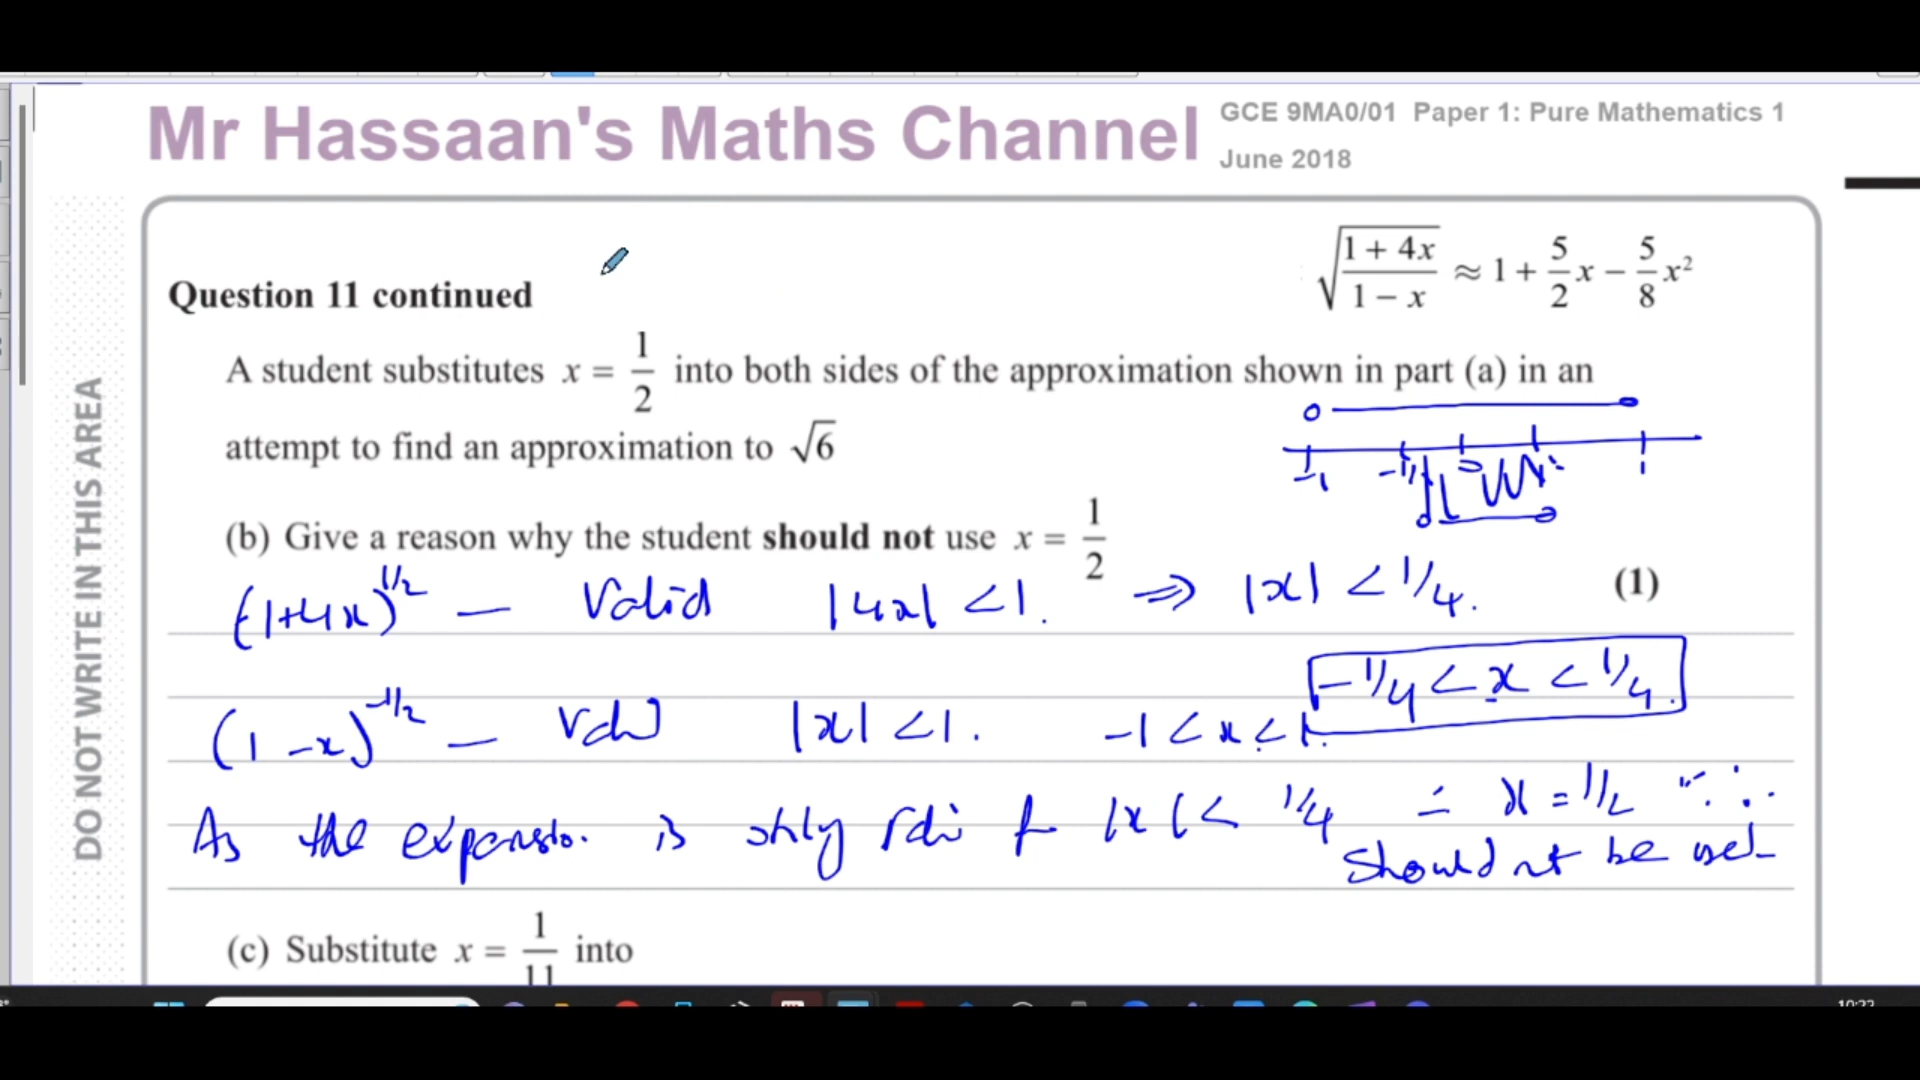 Mr Hassaan's Maths Channel
GCE 9MA0/01 Paper 1: Pure Mathematics 1
June 2018
DO NOT WRITE IN THIS AREA
√((1 + 4x)/(1 − x)) ≈ 1 + 5/2 x − 5/8 x²
Question 11 continued
A student substitutes x = 1/2 into both sides of the approximation shown in part (a) in an
attempt to find an approximation to √6
-1 0 1
(b) Give a reason why the student should not use x = 1/2
(1)
(1+4x)^1/2 — Valid |4x| <1. ⇒ |x| < 1/4.
-1/4 < x < 1/4.
(1-x)^-1/2 — |x| <1. -1 < x < 1.
As the expansion is only for |x| < 1/4 x = 1/2
should not be used
(c) Substitute x = 1/11 into
10:22